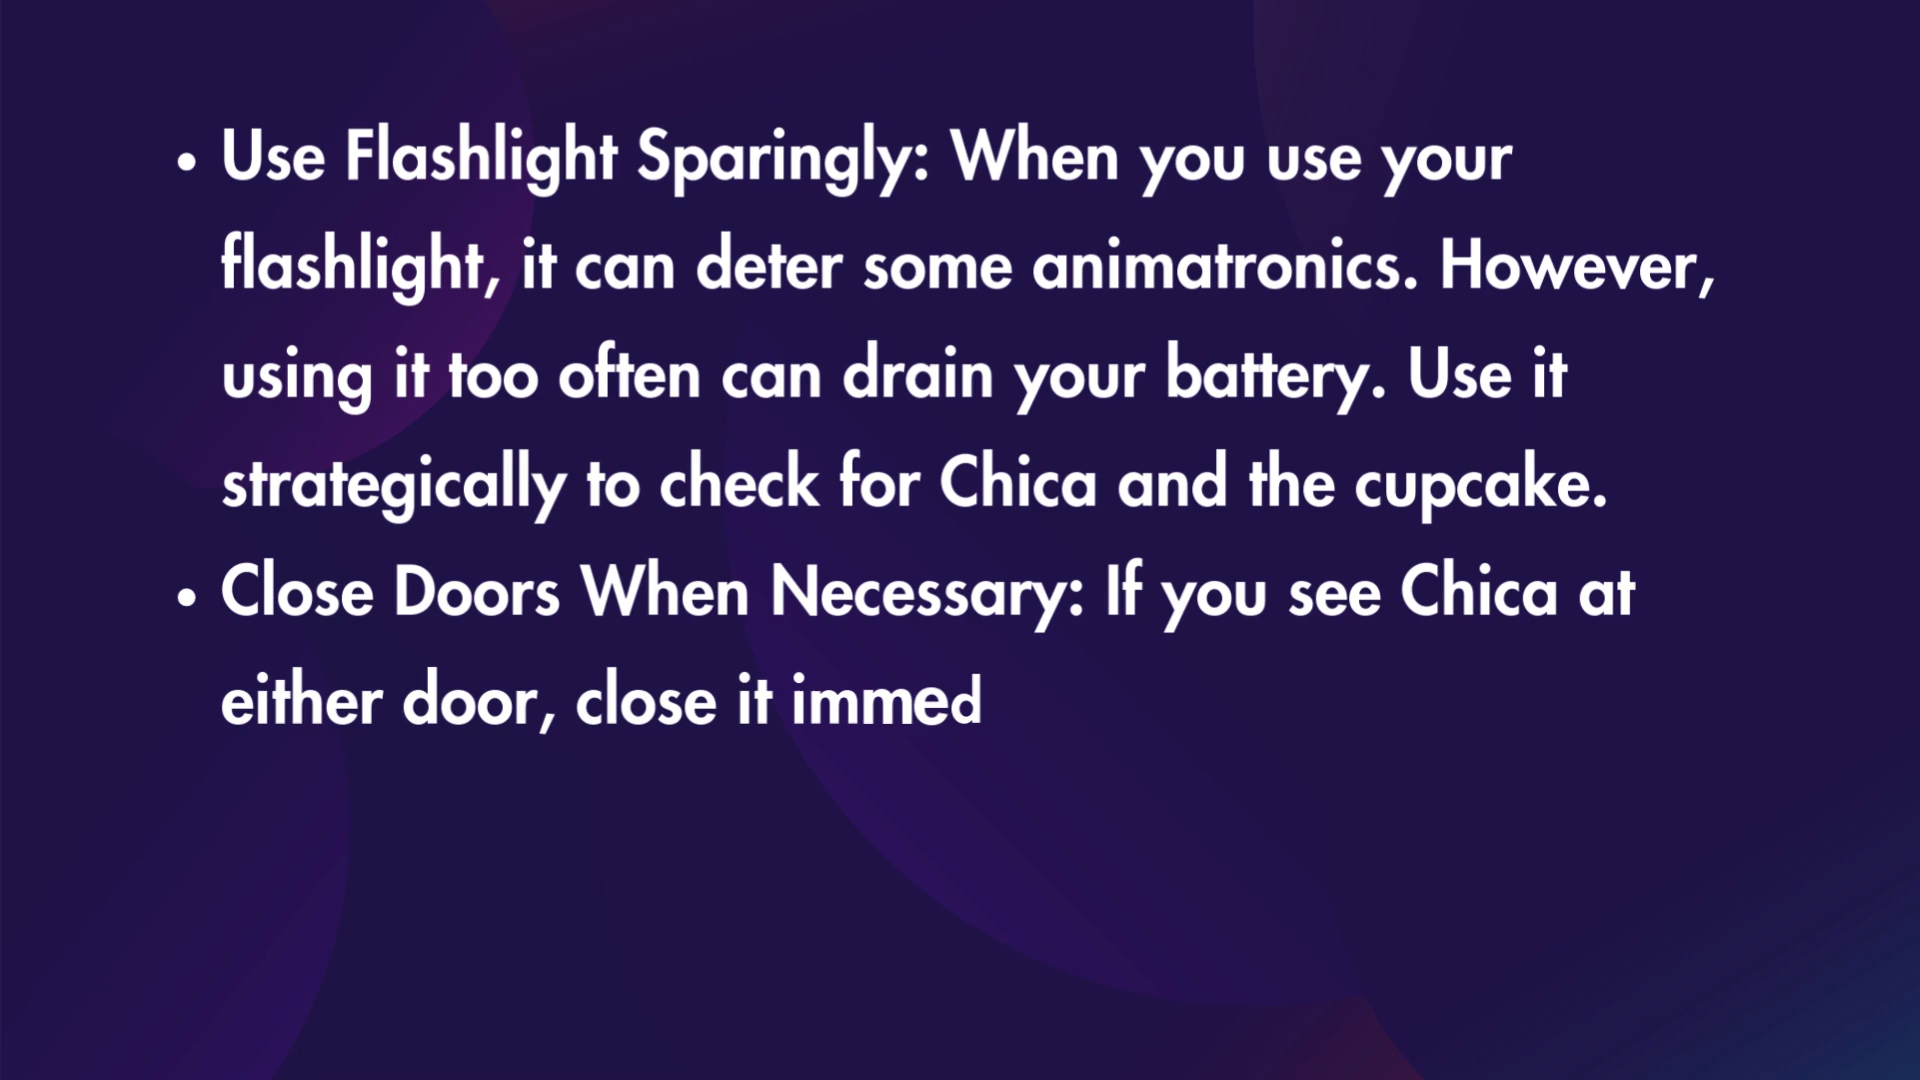 • Use Flashlight Sparingly: When you use your
flashlight, it can deter some animatronics. However,
using it too often can drain your battery. Use it
strategically to check for Chica and the cupcake.
• Close Doors When Necessary: If you see Chica at
either door, close it immed